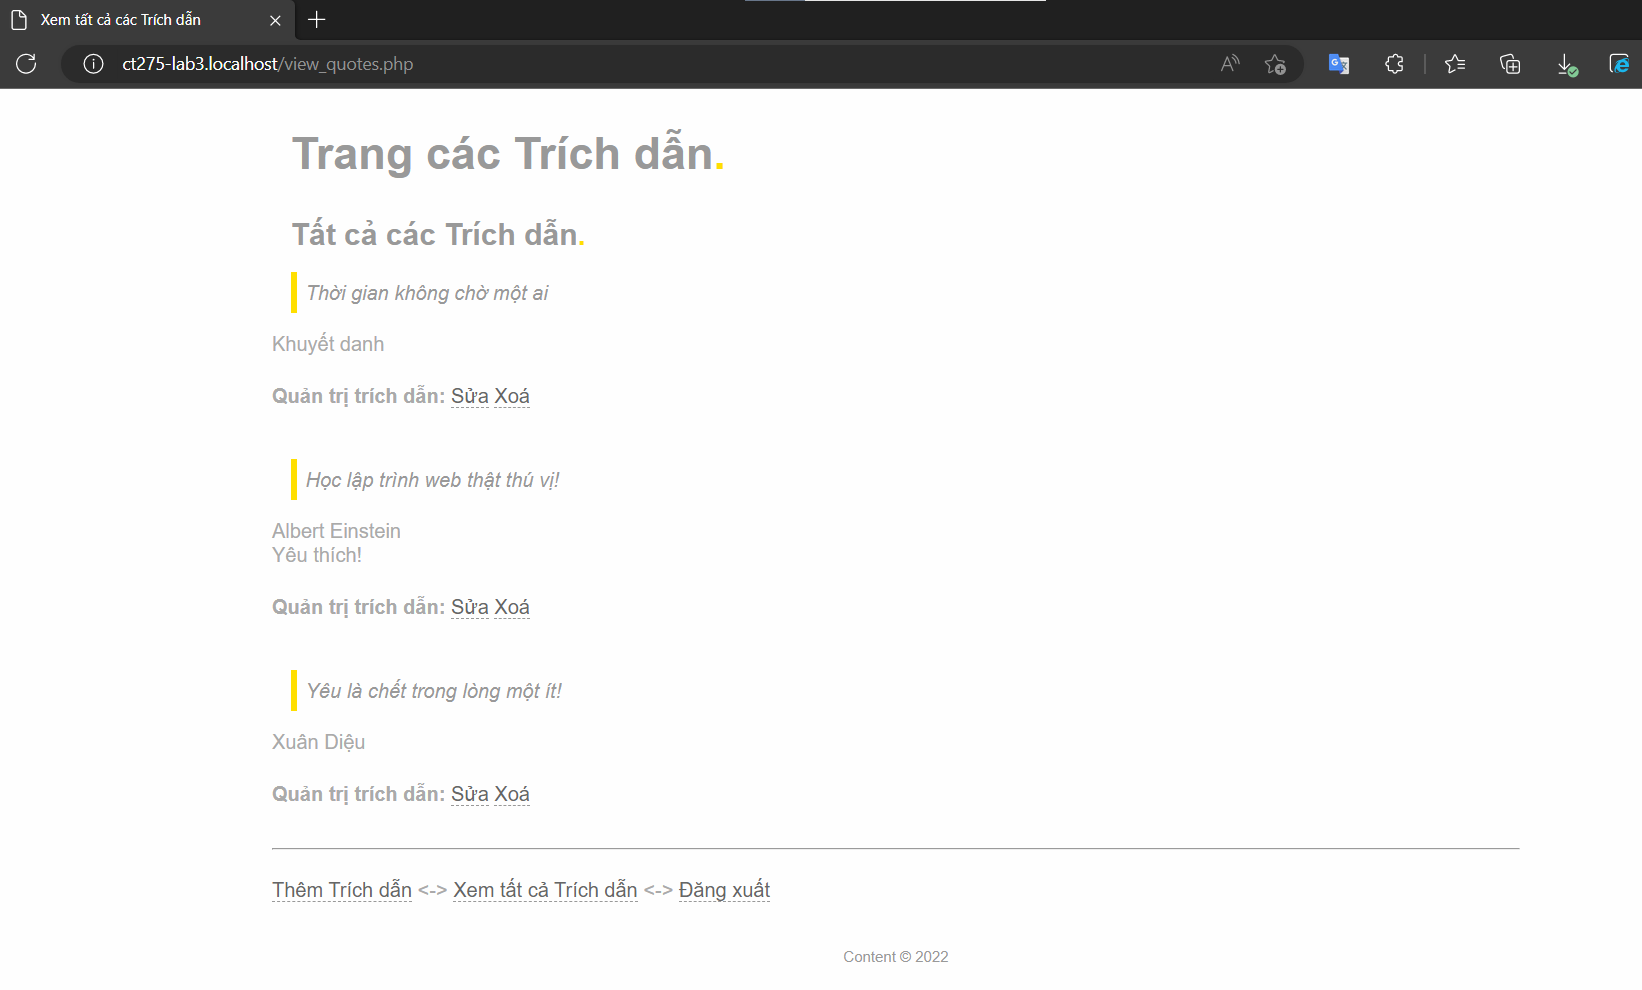 Xem tất cả các Trích dẫn
ct275-lab3.localhost/view_quotes.php
Trang các Trích dẫn.
Tất cả các Trích dẫn.
Thời gian không chờ một ai
Khuyết danh
Quản trị trích dẫn: Sửa Xoá
Học lập trình web thật thú vị!
Albert Einstein
Yêu thích!
Quản trị trích dẫn: Sửa Xoá
Yêu là chết trong lòng một ít!
Xuân Diệu
Quản trị trích dẫn: Sửa Xoá
Thêm Trích dẫn <-> Xem tất cả Trích dẫn <-> Đăng xuất
Content © 2022